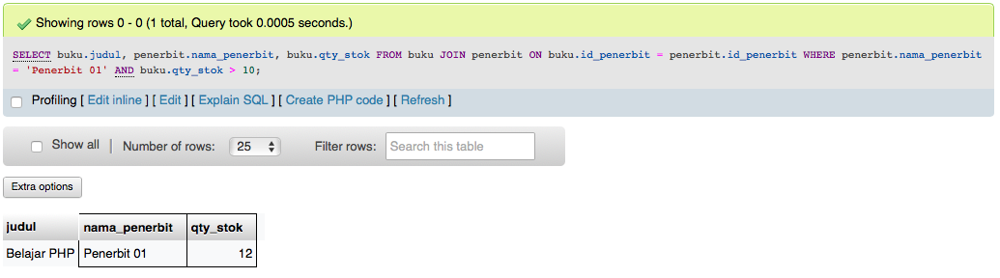 Showing rows 0 - 0 (1 total, Query took 0.0005 seconds.)
SELECT buku.judul, penerbit.nama_penerbit, buku.qty_stok FROM buku JOIN penerbit ON buku.id_penerbit = penerbit.id_penerbit WHERE penerbit.nama_penerbit
= 'Penerbit 01' AND buku.qty_stok > 10;
Profiling [ Edit inline ] [ Edit ] [ Explain SQL ] [ Create PHP code ] [ Refresh ]
Show all | Number of rows: 25 Filter rows: Search this table
Extra options
judul nama_penerbit qty_stok
Belajar PHP Penerbit 01 12